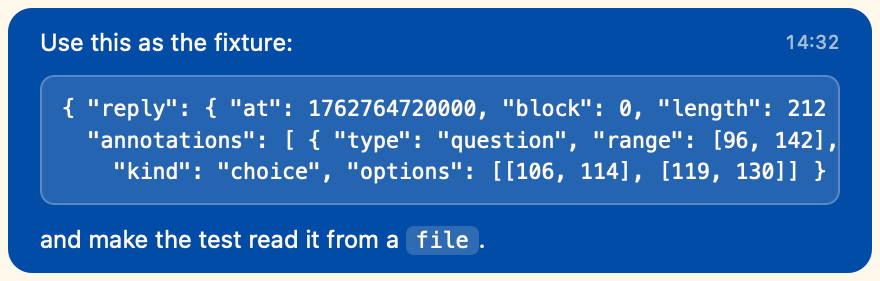 Use this as the fixture:
14:32
{ "reply": { "at": 1762764720000, "block": 0, "length": 212
"annotations": [ { "type": "question", "range": [96, 142],
"kind": "choice", "options": [[106, 114], [119, 130]] }
and make the test read it from a file.